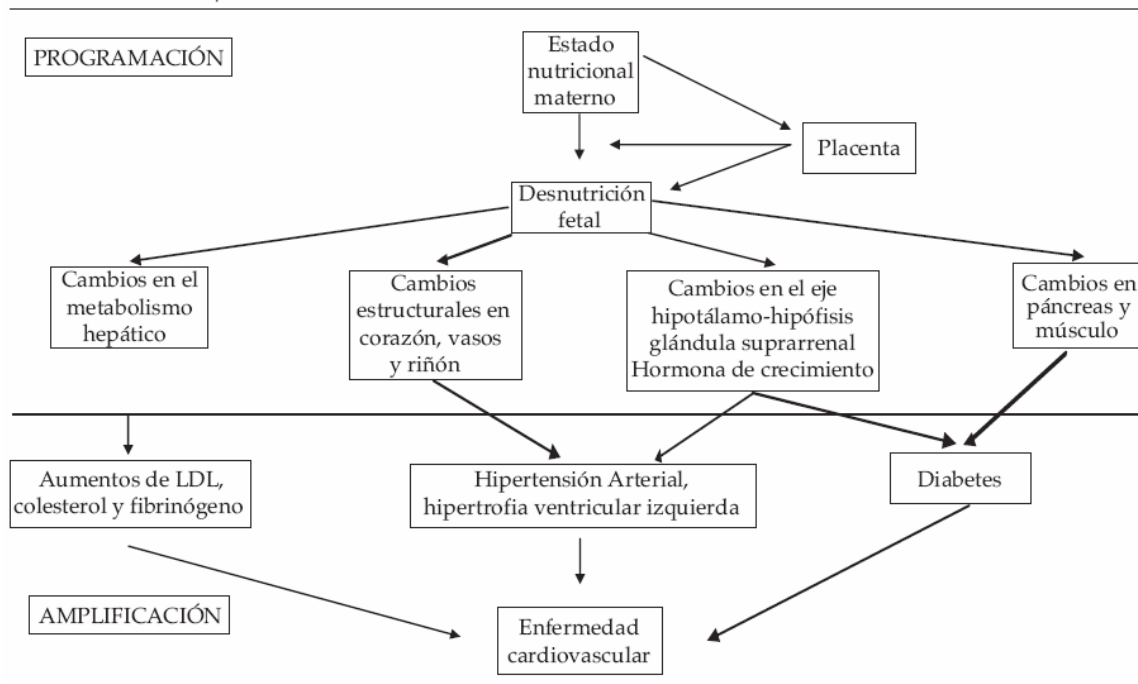 PROGRAMACIÓN
Estado
nutricional
materno
Placenta
Desnutrición
fetal
Cambios en el
metabolismo
hepático
Cambios
estructurales en
corazón, vasos
y riñón
Cambios en el eje
hipotálamo-hipófisis
glándula suprarrenal
Hormona de crecimiento
Cambios en
páncreas y
músculo
Aumentos de LDL,
colesterol y fibrinógeno
Hipertensión Arterial,
hipertrofia ventricular izquierda
Diabetes
AMPLIFICACIÓN
Enfermedad
cardiovascular